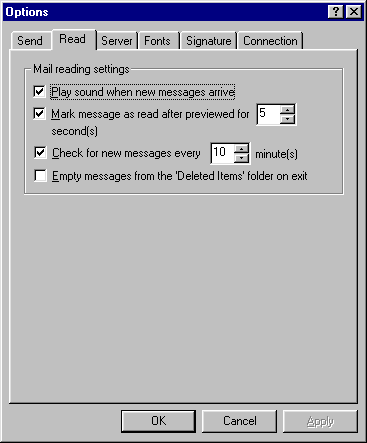 Options
Send Read Server Fonts Signature Connection
Mail reading settings
Play sound when new messages arrive
Mark message as read after previewed for 5
second(s)
Check for new messages every 10 minute(s)
Empty messages from the 'Deleted Items' folder on exit
OK Cancel Apply